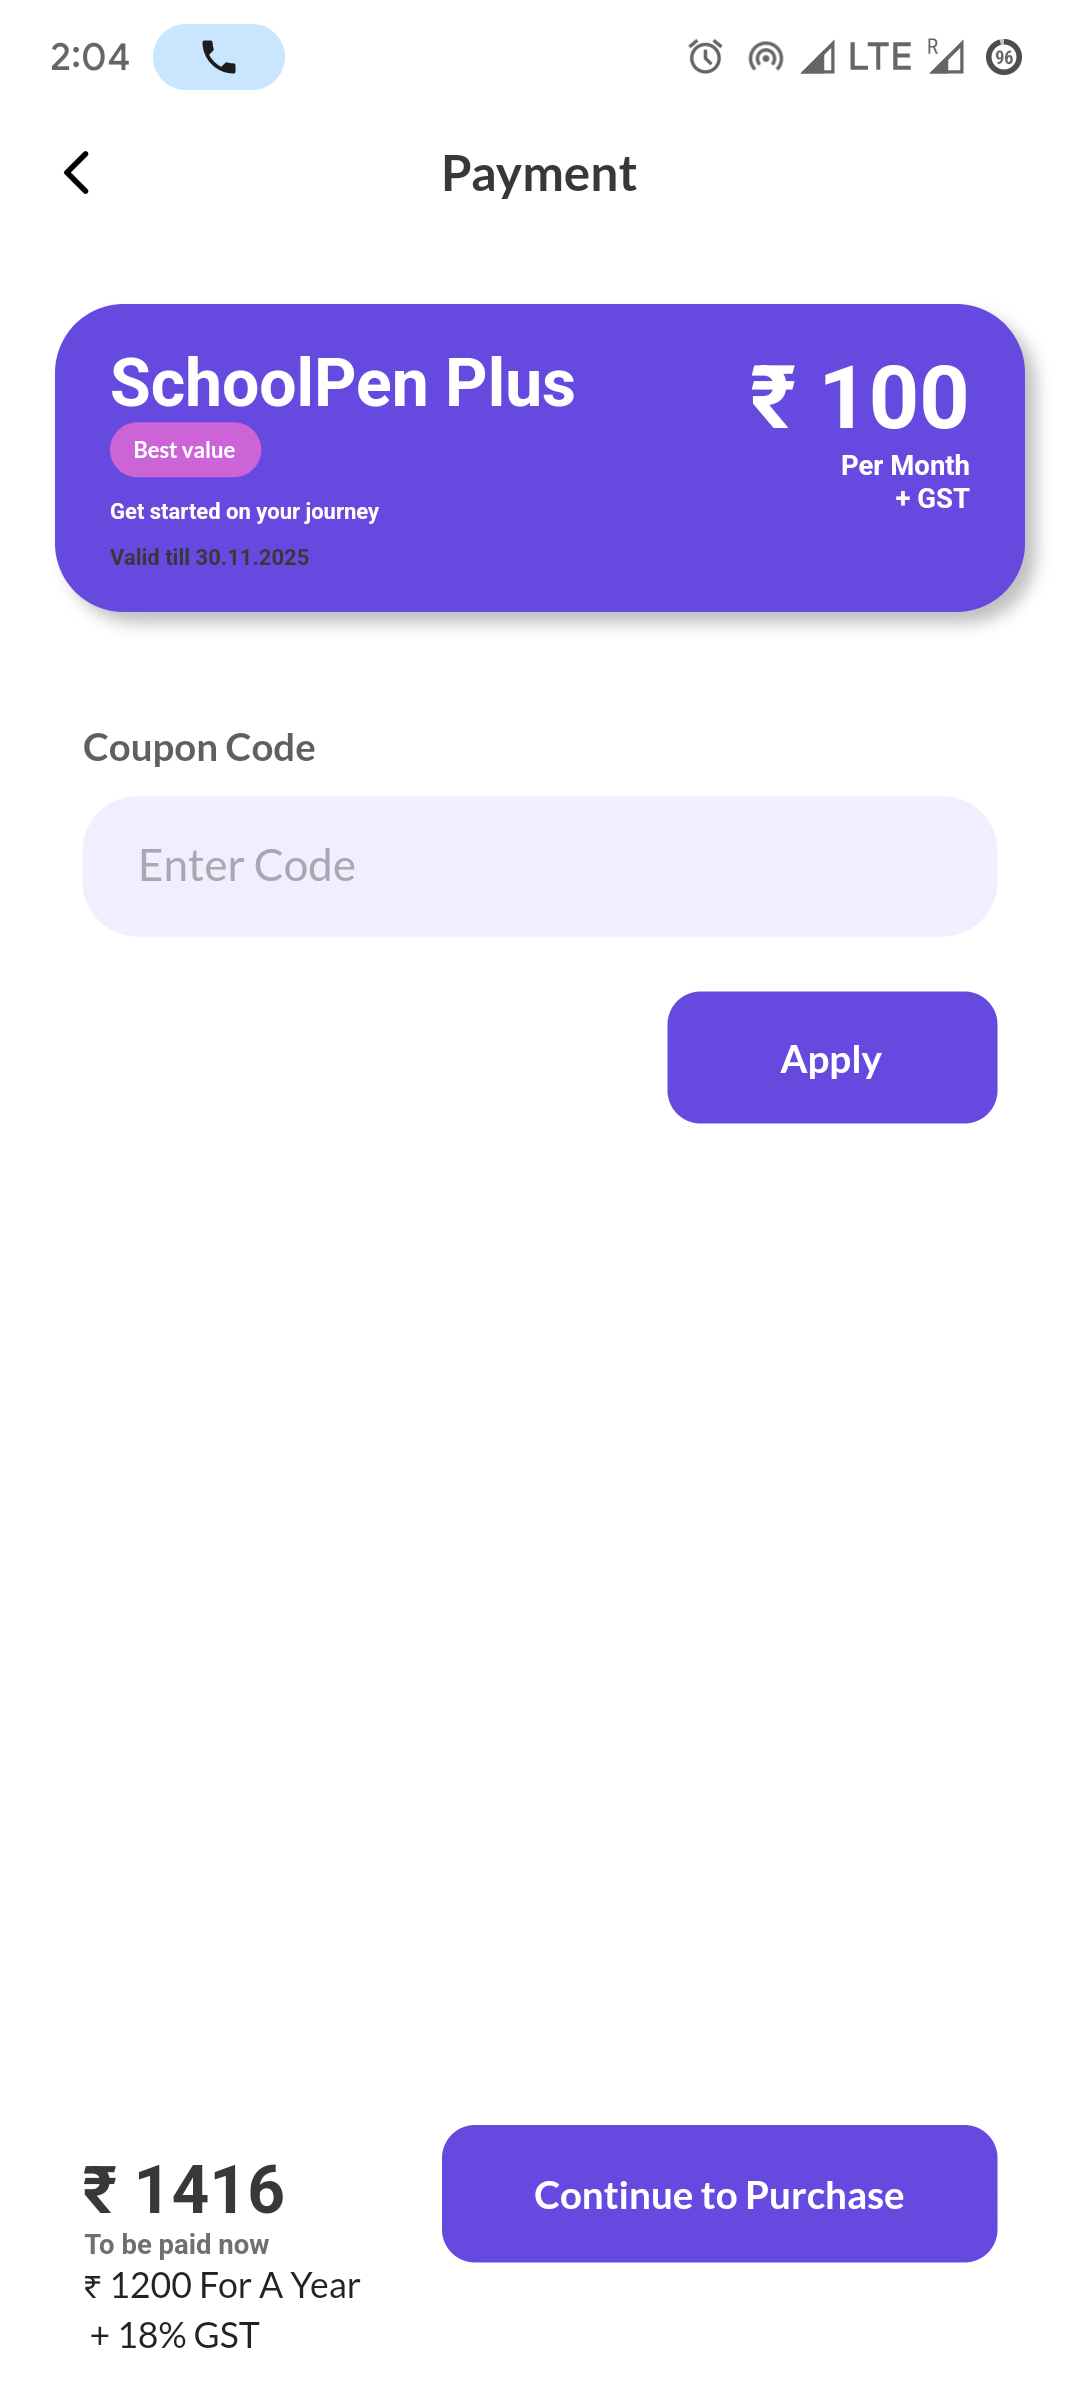 2:04
LTE
R
96
Payment
SchoolPen Plus
₹ 100
Best value
Per Month
+ GST
Get started on your journey
Valid till 30.11.2025
Coupon Code
Enter Code
Apply
₹ 1416
To be paid now
₹ 1200 For A Year
+ 18% GST
Continue to Purchase